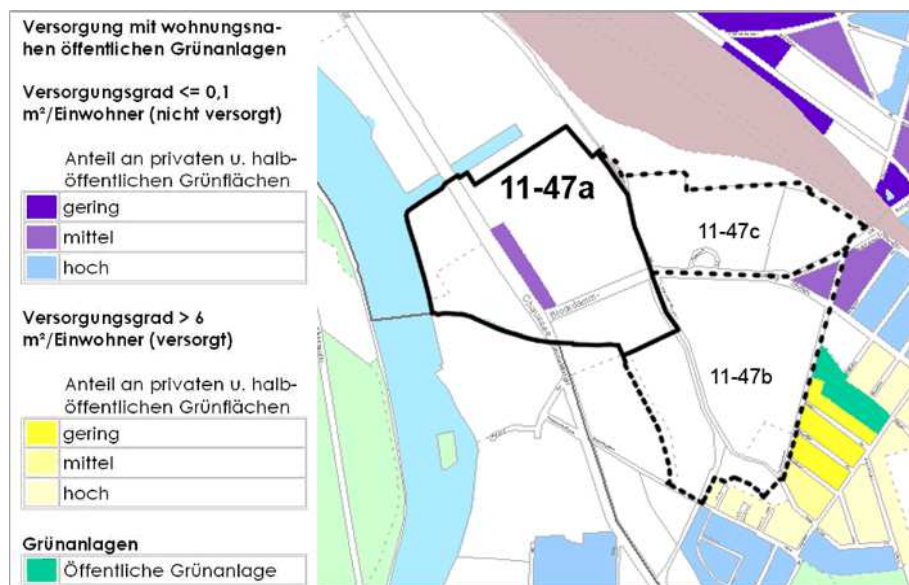 Versorgung mit wohnungsna-
hen öffentlichen Grünanlagen
Versorgungsgrad <= 0,1
m²/Einwohner (nicht versorgt)
Anteil an privaten u. halb-
öffentlichen Grünflächen
gering
mittel
hoch
Versorgungsgrad > 6
m²/Einwohner (versorgt)
Anteil an privaten u. halb-
öffentlichen Grünflächen
gering
mittel
hoch
Grünanlagen
Öffentliche Grünanlage
11-47a
11-47c
11-47b
Blockdamm-